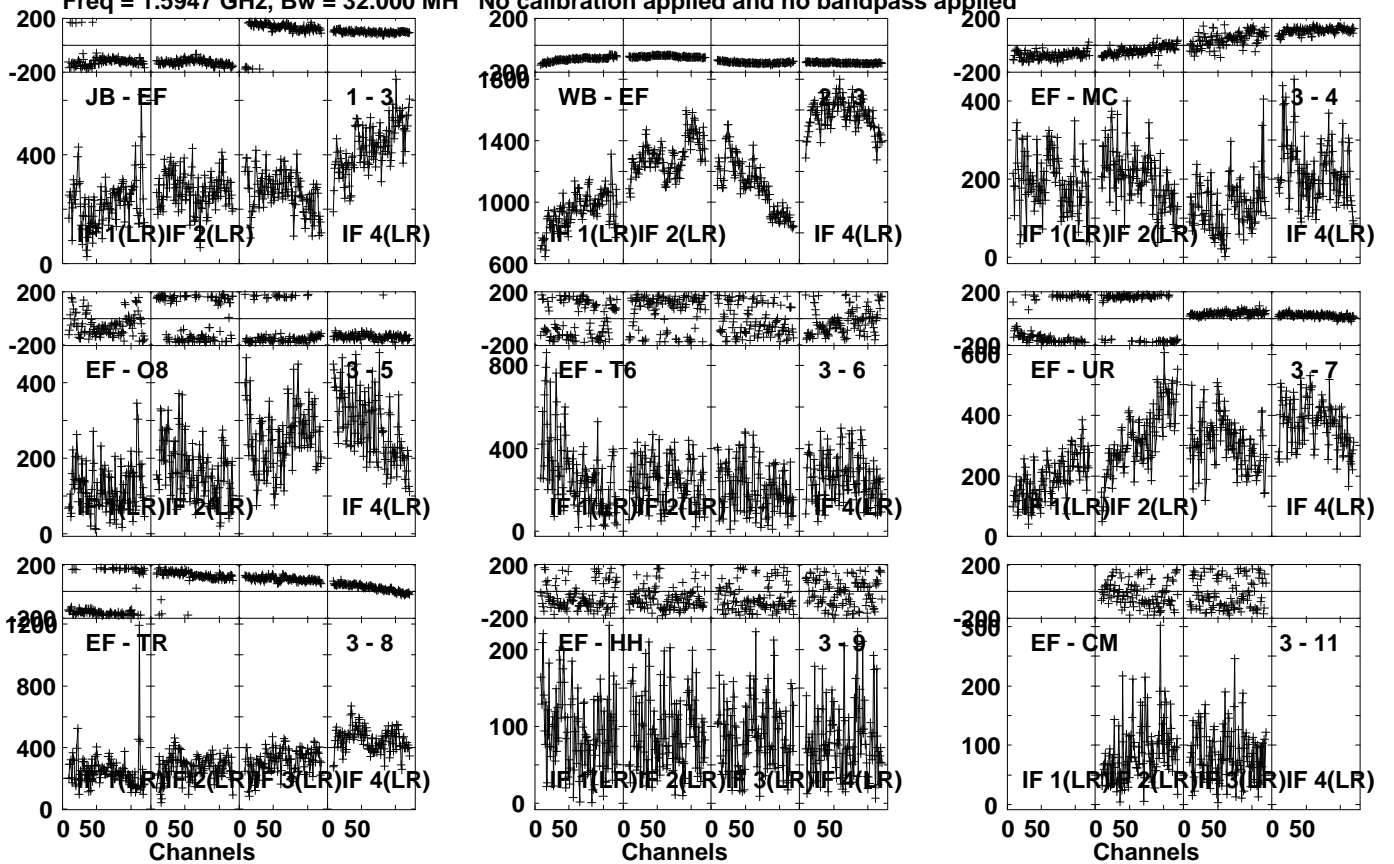 Freq = 1.5947 GHz, Bw = 32.000 MH No calibration applied and no bandpass applied
200
-200
JB - EF 1 - 3
400
0
IF 1(LR) IF 2(LR) IF 4(LR)
200
-200
1800
WB - EF 2 - 3
1400
1000
600
IF 1(LR) IF 2(LR) IF 4(LR)
200
-200
EF - MC 3 - 4
400
200
0
IF 1(LR) IF 2(LR) IF 4(LR)
200
-200
EF - O8 3 - 5
400
200
0
IF 1(LR) IF 2(LR) IF 4(LR)
200
-200
800
EF - T6 3 - 6
400
0
IF 1(LR) IF 2(LR) IF 4(LR)
200
-200
600
EF - UR 3 - 7
400
200
0
IF 1(LR) IF 2(LR) IF 4(LR)
200
-200
1200
EF - TR 3 - 8
800
400
0
IF 1(LR) IF 2(LR) IF 3(LR) IF 4(LR)
0 50 0 50 0 50 0 50
Channels
200
-200
EF - HH 3 - 9
200
100
0
IF 1(LR) IF 2(LR) IF 3(LR) IF 4(LR)
0 50 0 50 0 50 0 50
Channels
200
-200
300
EF - CM 3 - 11
200
100
0
IF 1(LR) IF 2(LR) IF 3(LR) IF 4(LR)
0 50 0 50 0 50 0 50
Channels